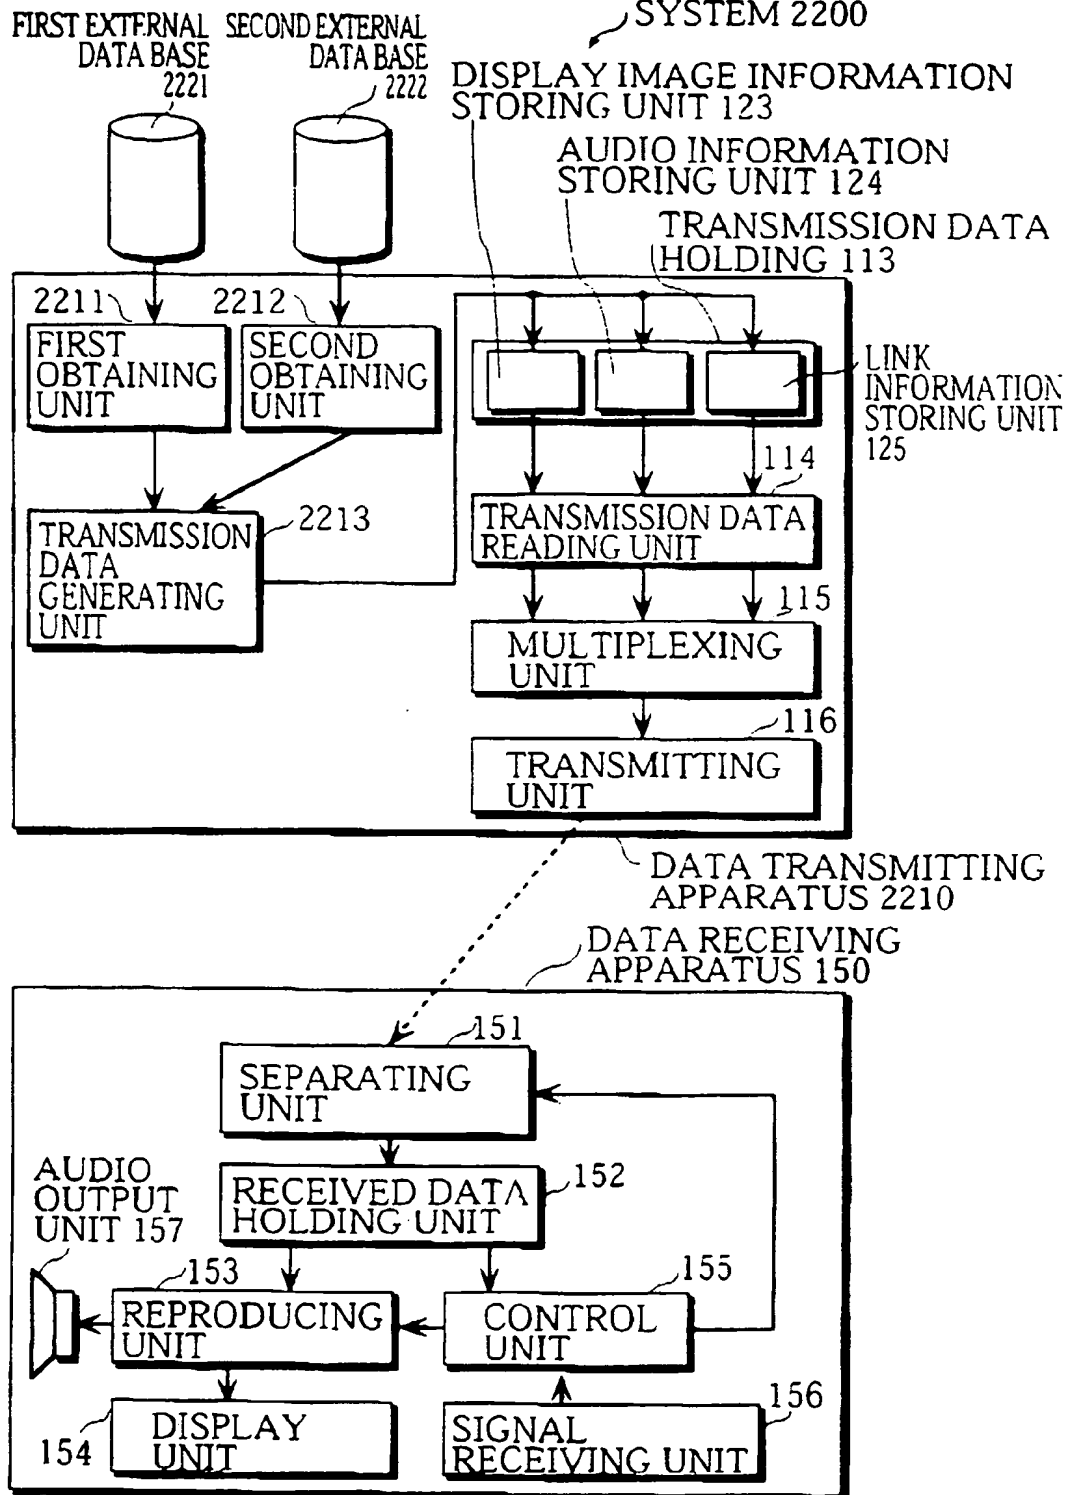 SYSTEM 2200
FIRST EXTERNAL
DATA BASE
2221
SECOND EXTERNAL
DATA BASE
2222
DISPLAY IMAGE INFORMATION
STORING UNIT 123
AUDIO INFORMATION
STORING UNIT 124
TRANSMISSION DATA
HOLDING 113
2211
FIRST
OBTAINING
UNIT
2212
SECOND
OBTAINING
UNIT
LINK
INFORMATION
STORING UNIT
125
114
TRANSMISSION DATA
READING UNIT
2213
TRANSMISSION
DATA
GENERATING
UNIT
115
MULTIPLEXING
UNIT
116
TRANSMITTING
UNIT
DATA TRANSMITTING
APPARATUS 2210
DATA RECEIVING
APPARATUS 150
151
SEPARATING
UNIT
152
RECEIVED DATA
HOLDING UNIT
AUDIO
OUTPUT
UNIT 157
153
REPRODUCING
UNIT
155
CONTROL
UNIT
154
DISPLAY
UNIT
156
SIGNAL
RECEIVING UNIT